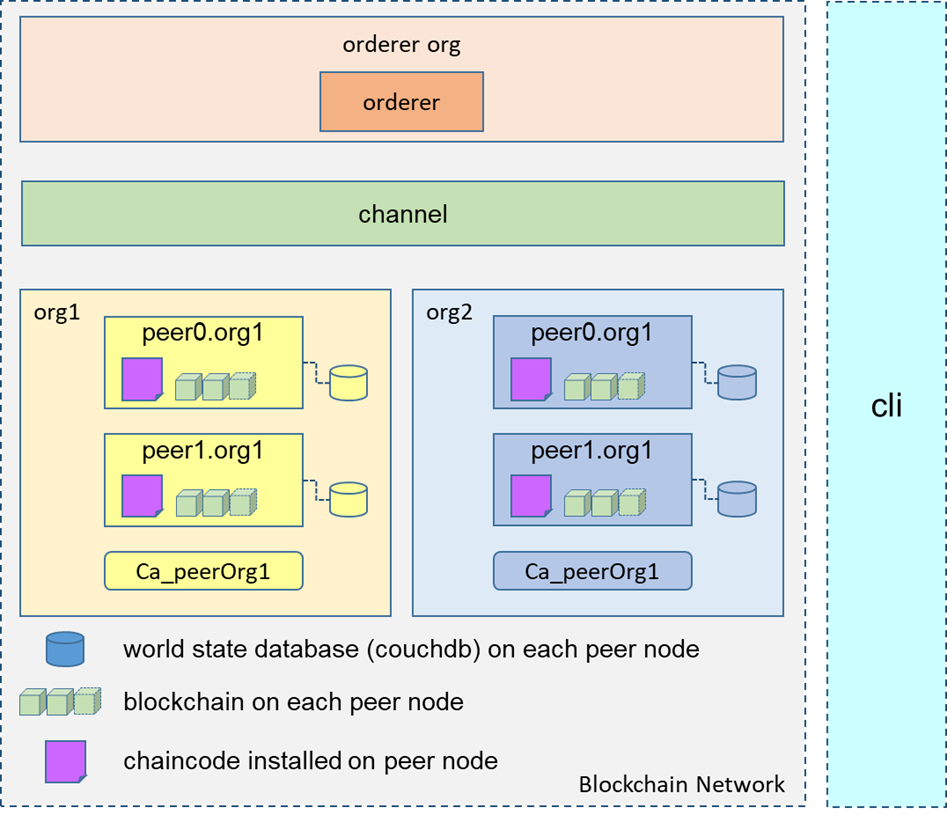 orderer org
orderer
channel
org1
peer0.org1
peer1.org1
Ca_peerOrg1
org2
peer0.org1
peer1.org1
Ca_peerOrg1
world state database (couchdb) on each peer node
blockchain on each peer node
chaincode installed on peer node
Blockchain Network
cli